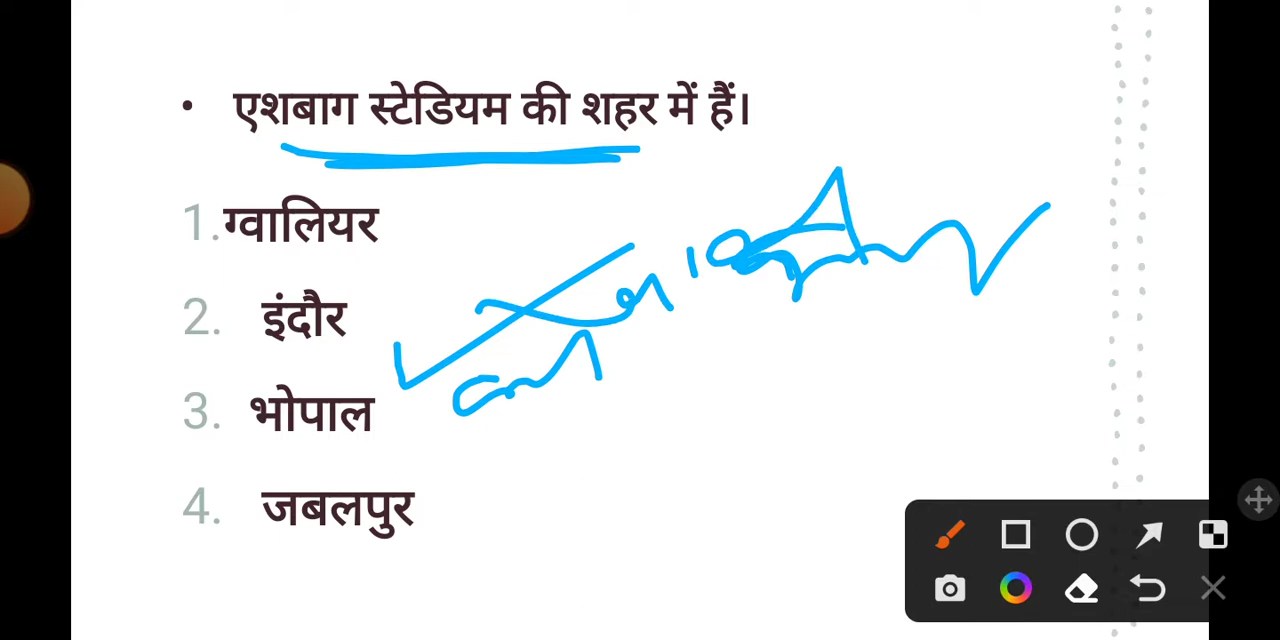 • एशबाग स्टेडियम की शहर में हैं।
1. ग्वालियर
2. इंदौर
3. भोपाल
4. जबलपुर